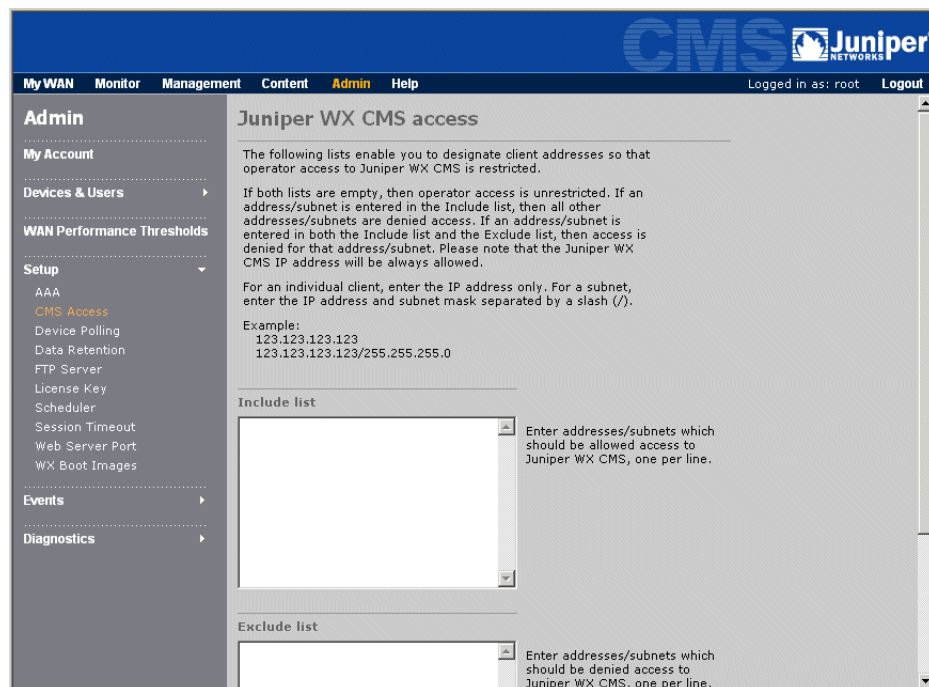 CMS
Juniper
NETWORKS
My WAN Monitor Management Content Admin Help Logged in as: root Logout
Admin
My Account
Devices & Users
WAN Performance Thresholds
Setup
AAA
CMS Access
Device Polling
Data Retention
FTP Server
License Key
Scheduler
Session Timeout
Web Server Port
WX Boot Images
Events
Diagnostics
Juniper WX CMS access
The following lists enable you to designate client addresses so that
operator access to Juniper WX CMS is restricted.
If both lists are empty, then operator access is unrestricted. If an
address/subnet is entered in the Include list, then all other
addresses/subnets are denied access. If an address/subnet is
entered in both the Include list and the Exclude list, then access is
denied for that address/subnet. Please note that the Juniper WX
CMS IP address will be always allowed.
For an individual client, enter the IP address only. For a subnet,
enter the IP address and subnet mask separated by a slash (/).
Example:
123.123.123.123
123.123.123.123/255.255.255.0
Include list
Enter addresses/subnets which
should be allowed access to
Juniper WX CMS, one per line.
Exclude list
Enter addresses/subnets which
should be denied access to
Juniper WX CMS, one per line.